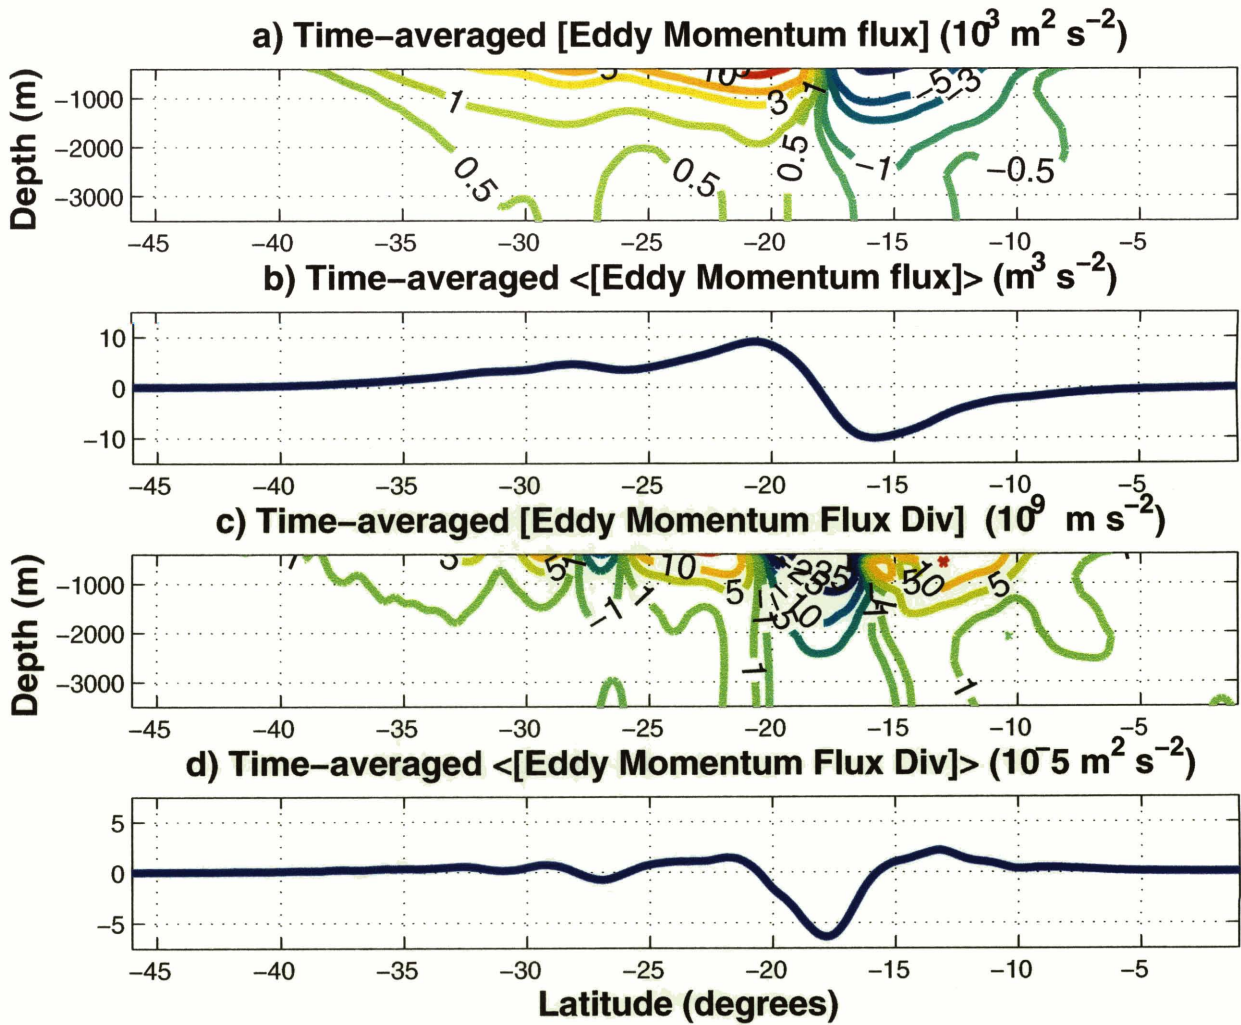 a) Time−averaged [Eddy Momentum flux] (10³ m² s⁻²)
Depth (m)
−1000
−2000
−3000
1
0.5
5
10
3
1
0.5
0.5
−5
−3
−1
−0.5
−45 −40 −35 −30 −25 −20 −15 −10 −5
b) Time−averaged <[Eddy Momentum flux]> (m³ s⁻²)
10
0
−10
−45 −40 −35 −30 −25 −20 −15 −10 −5
c) Time−averaged [Eddy Momentum Flux Div] (10⁹ m s⁻²)
Depth (m)
−1000
−2000
−3000
5
−1
1
10
5
1
5
1
−45 −40 −35 −30 −25 −20 −15 −10 −5
d) Time−averaged <[Eddy Momentum Flux Div]> (10⁻5 m² s⁻²)
5
0
−5
−45 −40 −35 −30 −25 −20 −15 −10 −5
Latitude (degrees)